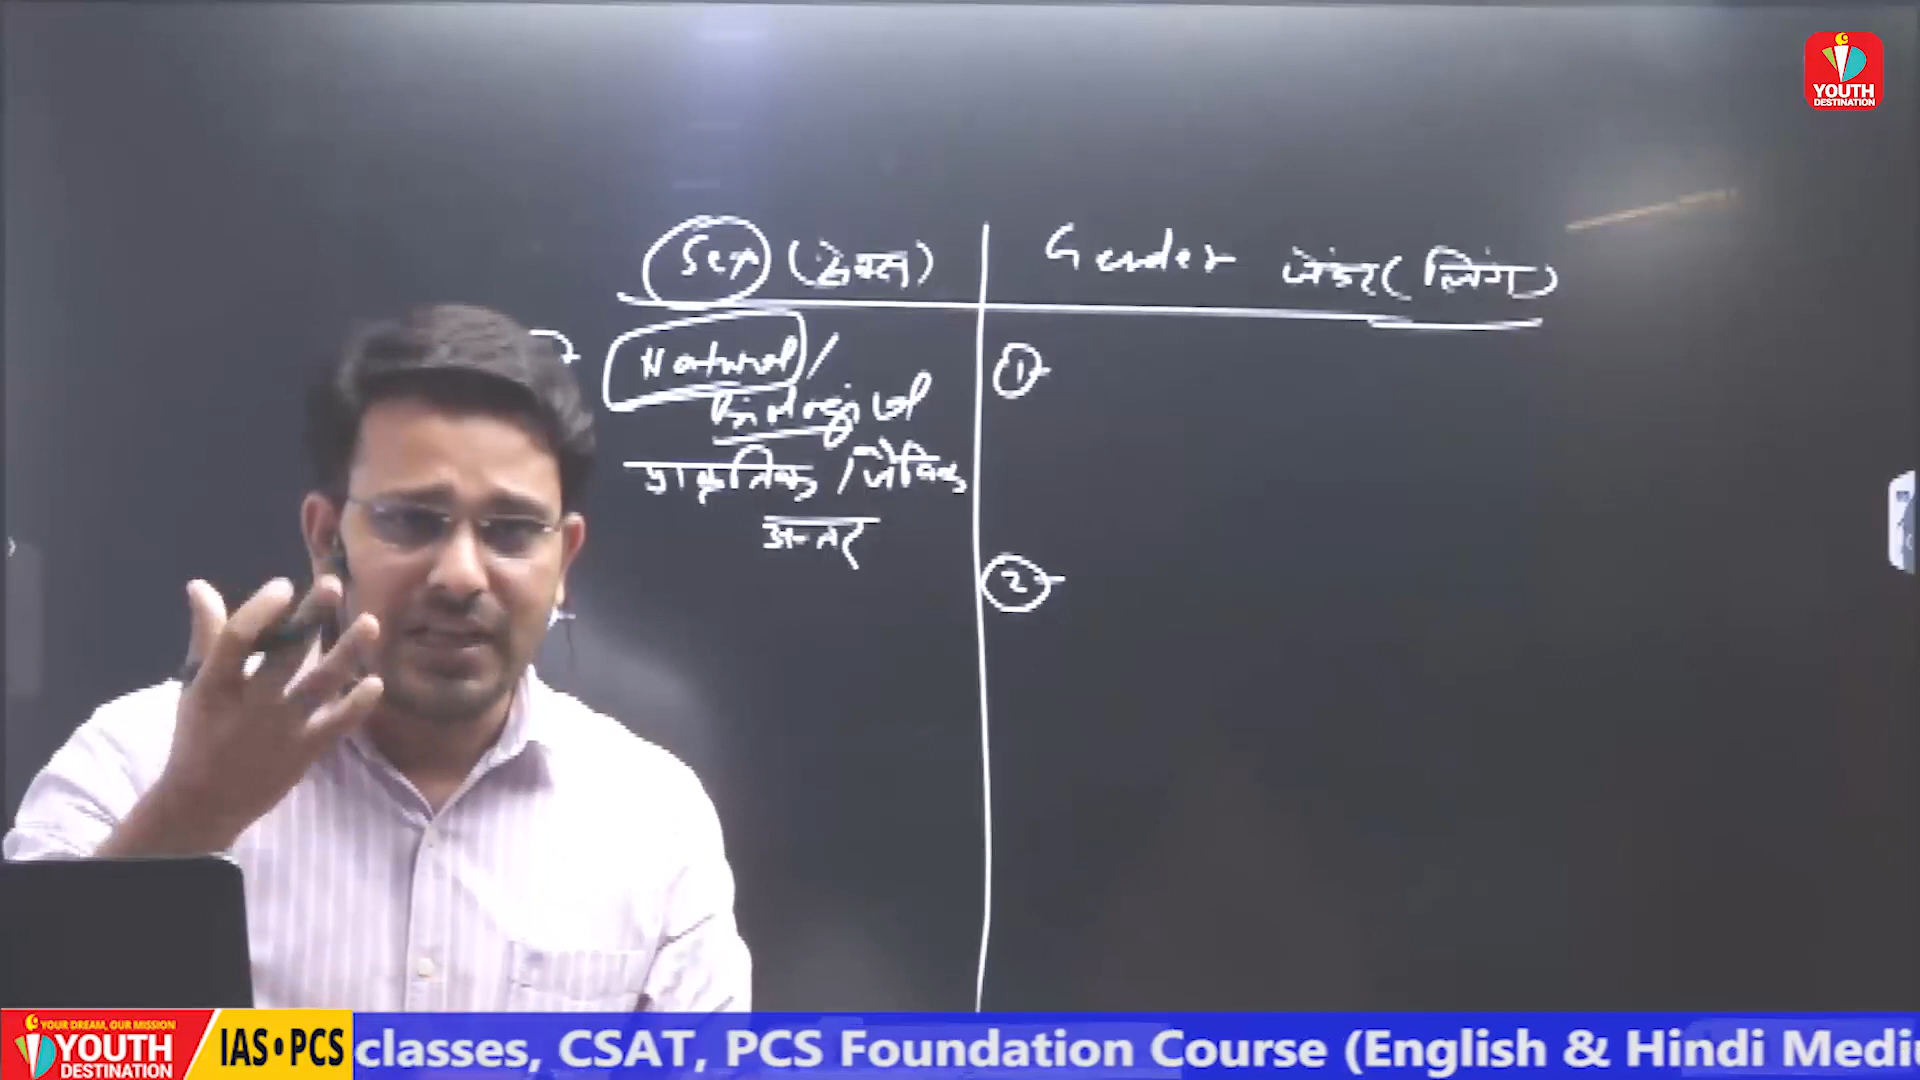 YOUTH
DESTINATION
Sex (सेक्स)
Gender जेंडर (लिंग)
Natural/
Biological
प्राकृतिक / जैविक
अन्तर
1
2
YOUR DREAM, OUR MISSION
YOUTH
DESTINATION
IAS•PCS
classes, CSAT, PCS Foundation Course (English & Hindi Mediu